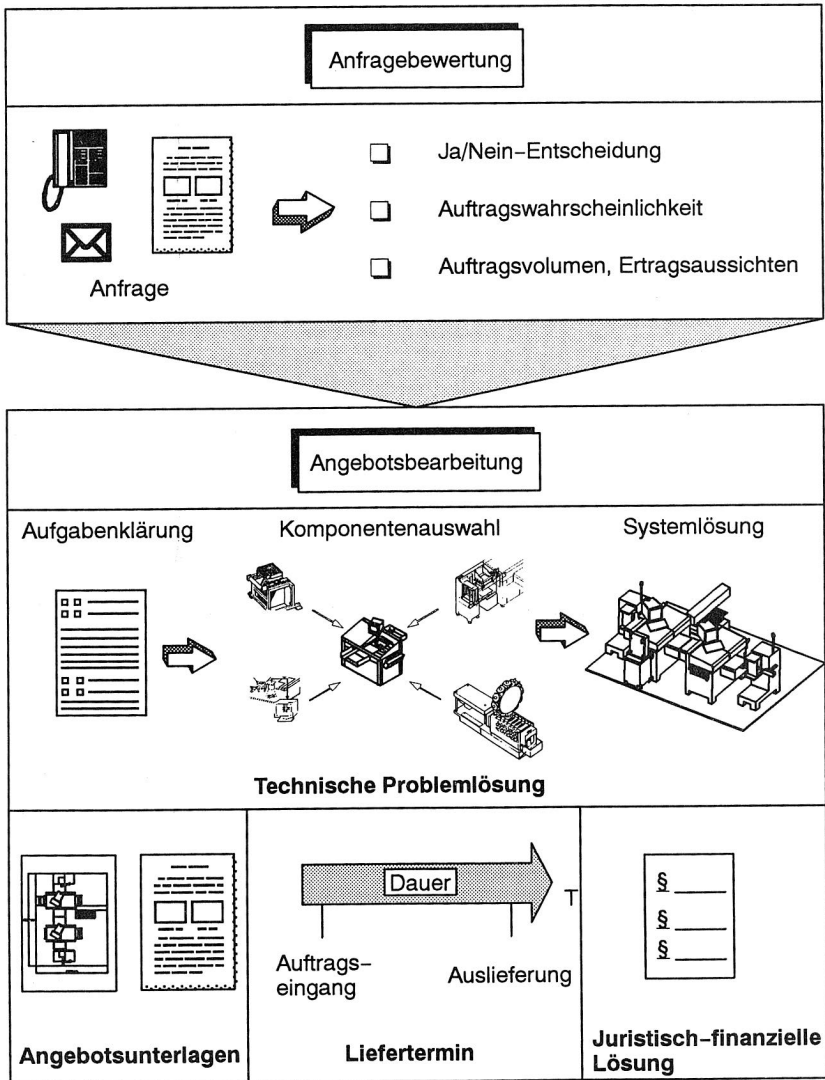 Anfragebewertung
Ja/Nein-Entscheidung
Auftragswahrscheinlichkeit
Auftragsvolumen, Ertragsaussichten
Anfrage
Angebotsbearbeitung
Aufgabenklärung
Komponentenauswahl
Systemlösung
Technische Problemlösung
Dauer
T
Auftrags-
eingang
Auslieferung
§
§
§
Angebotsunterlagen
Liefertermin
Juristisch-finanzielle
Lösung